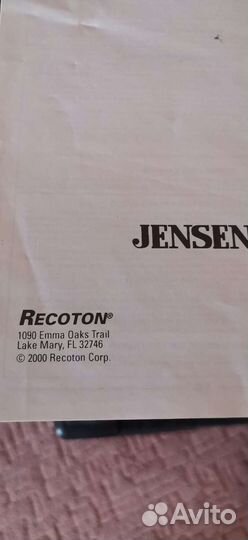 JENSEN
RECOTON®
1090 Emma Oaks Trail
Lake Mary, FL 32746
© 2000 Recoton Corp.
Avito